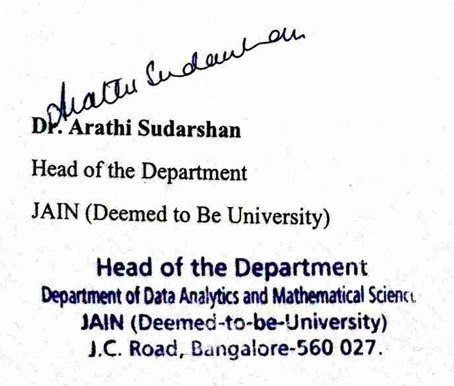 Arathi Sudarshan
Dr. Arathi Sudarshan
Head of the Department
JAIN (Deemed to Be University)
Head of the Department
Department of Data Analytics and Mathematical Science
JAIN (Deemed-to-be-University)
J.C. Road, Bangalore-560 027.